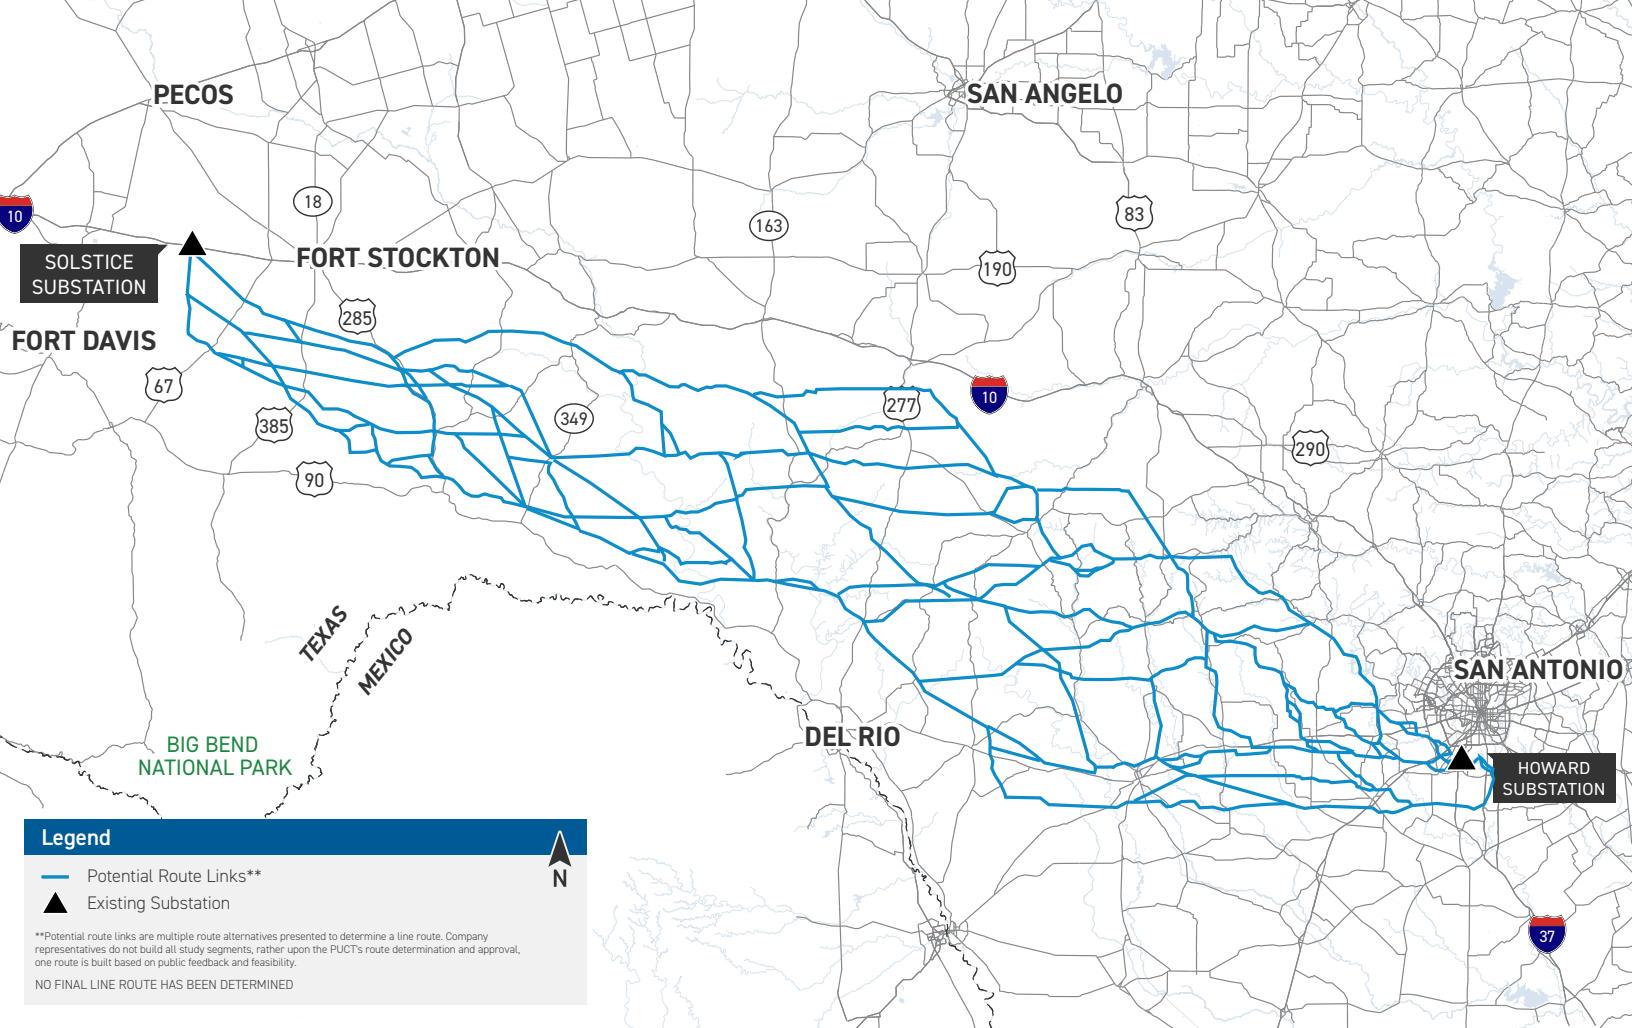 PECOS
SAN ANGELO
18
83
10
163
FORT STOCKTON
SOLSTICE
SUBSTATION
190
285
FORT DAVIS
67
10
277
349
385
290
90
TEXAS
MEXICO
SAN ANTONIO
DEL RIO
BIG BEND
NATIONAL PARK
HOWARD
SUBSTATION
Legend
N
Potential Route Links**
Existing Substation
**Potential route links are multiple route alternatives presented to determine a line route. Company
representatives do not build all study segments, rather upon the PUCT's route determination and approval,
one route is built based on public feedback and feasibility.
NO FINAL LINE ROUTE HAS BEEN DETERMINED
37